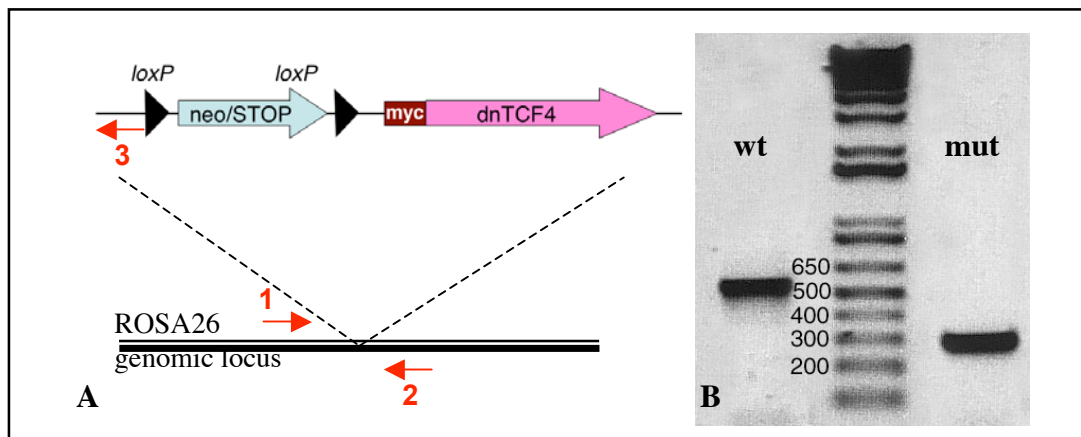 loxP loxP
neo/STOP myc dnTCF4
3
1
ROSA26
genomic locus
2
A
wt mut
650
500
400
300
200
B